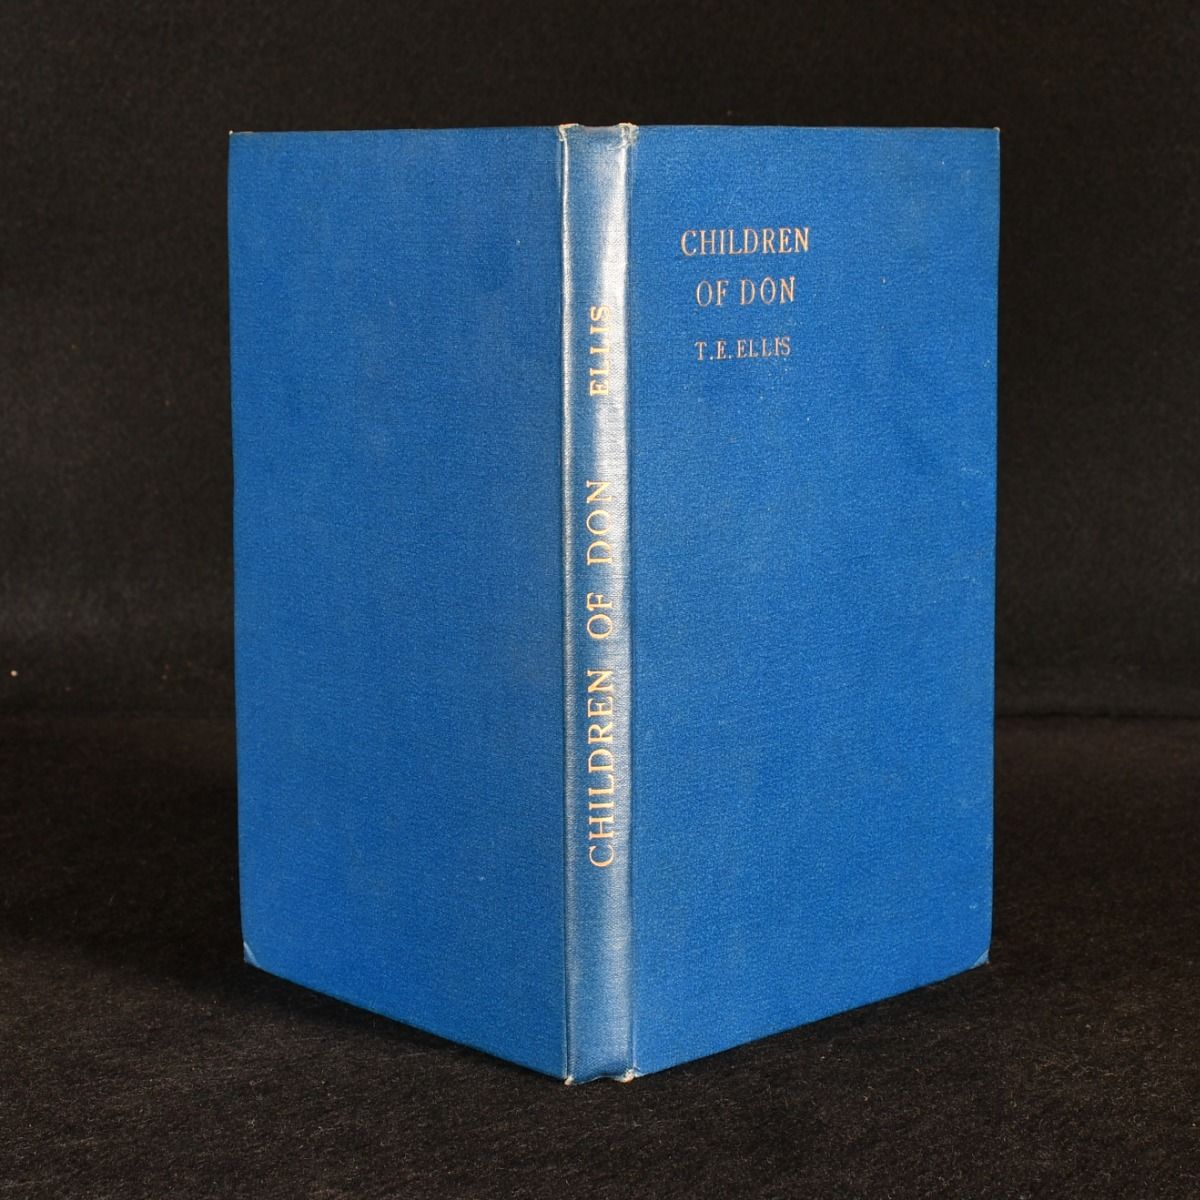 CHILDREN
OF DON
T.E.ELLIS
CHILDREN OF DON ELLIS